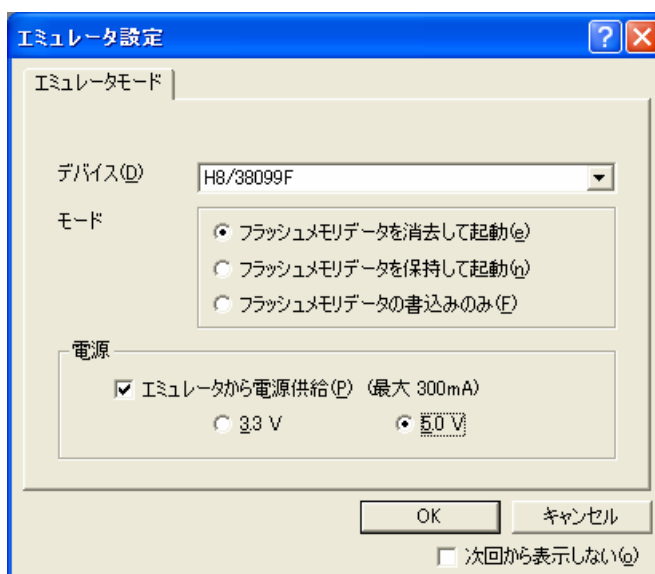 エミュレータ設定
エミュレータモード
デバイス(D) H8/38099F
モード
フラッシュメモリデータを消去して起動(e)
フラッシュメモリデータを保持して起動(n)
フラッシュメモリデータの書込みのみ(F)
電源
エミュレータから電源供給(P) (最大 300mA)
3.3 V 5.0 V
OK キャンセル
次回から表示しない(o)